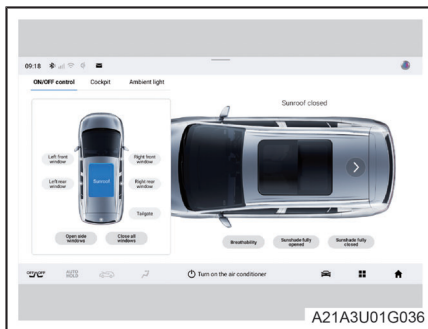 09:18
ON/OFF control Cockpit Ambient light
Sunroof closed
Left front
window
Right front
window
Left rear
window
Sunroof
Right rear
window
Tailgate
Open side
windows
Close all
windows
Breathability
Sunshade fully
opened
Sunshade fully
closed
ON/OFF
AUTO
HOLD
Turn on the air conditioner
A21A3U01G036